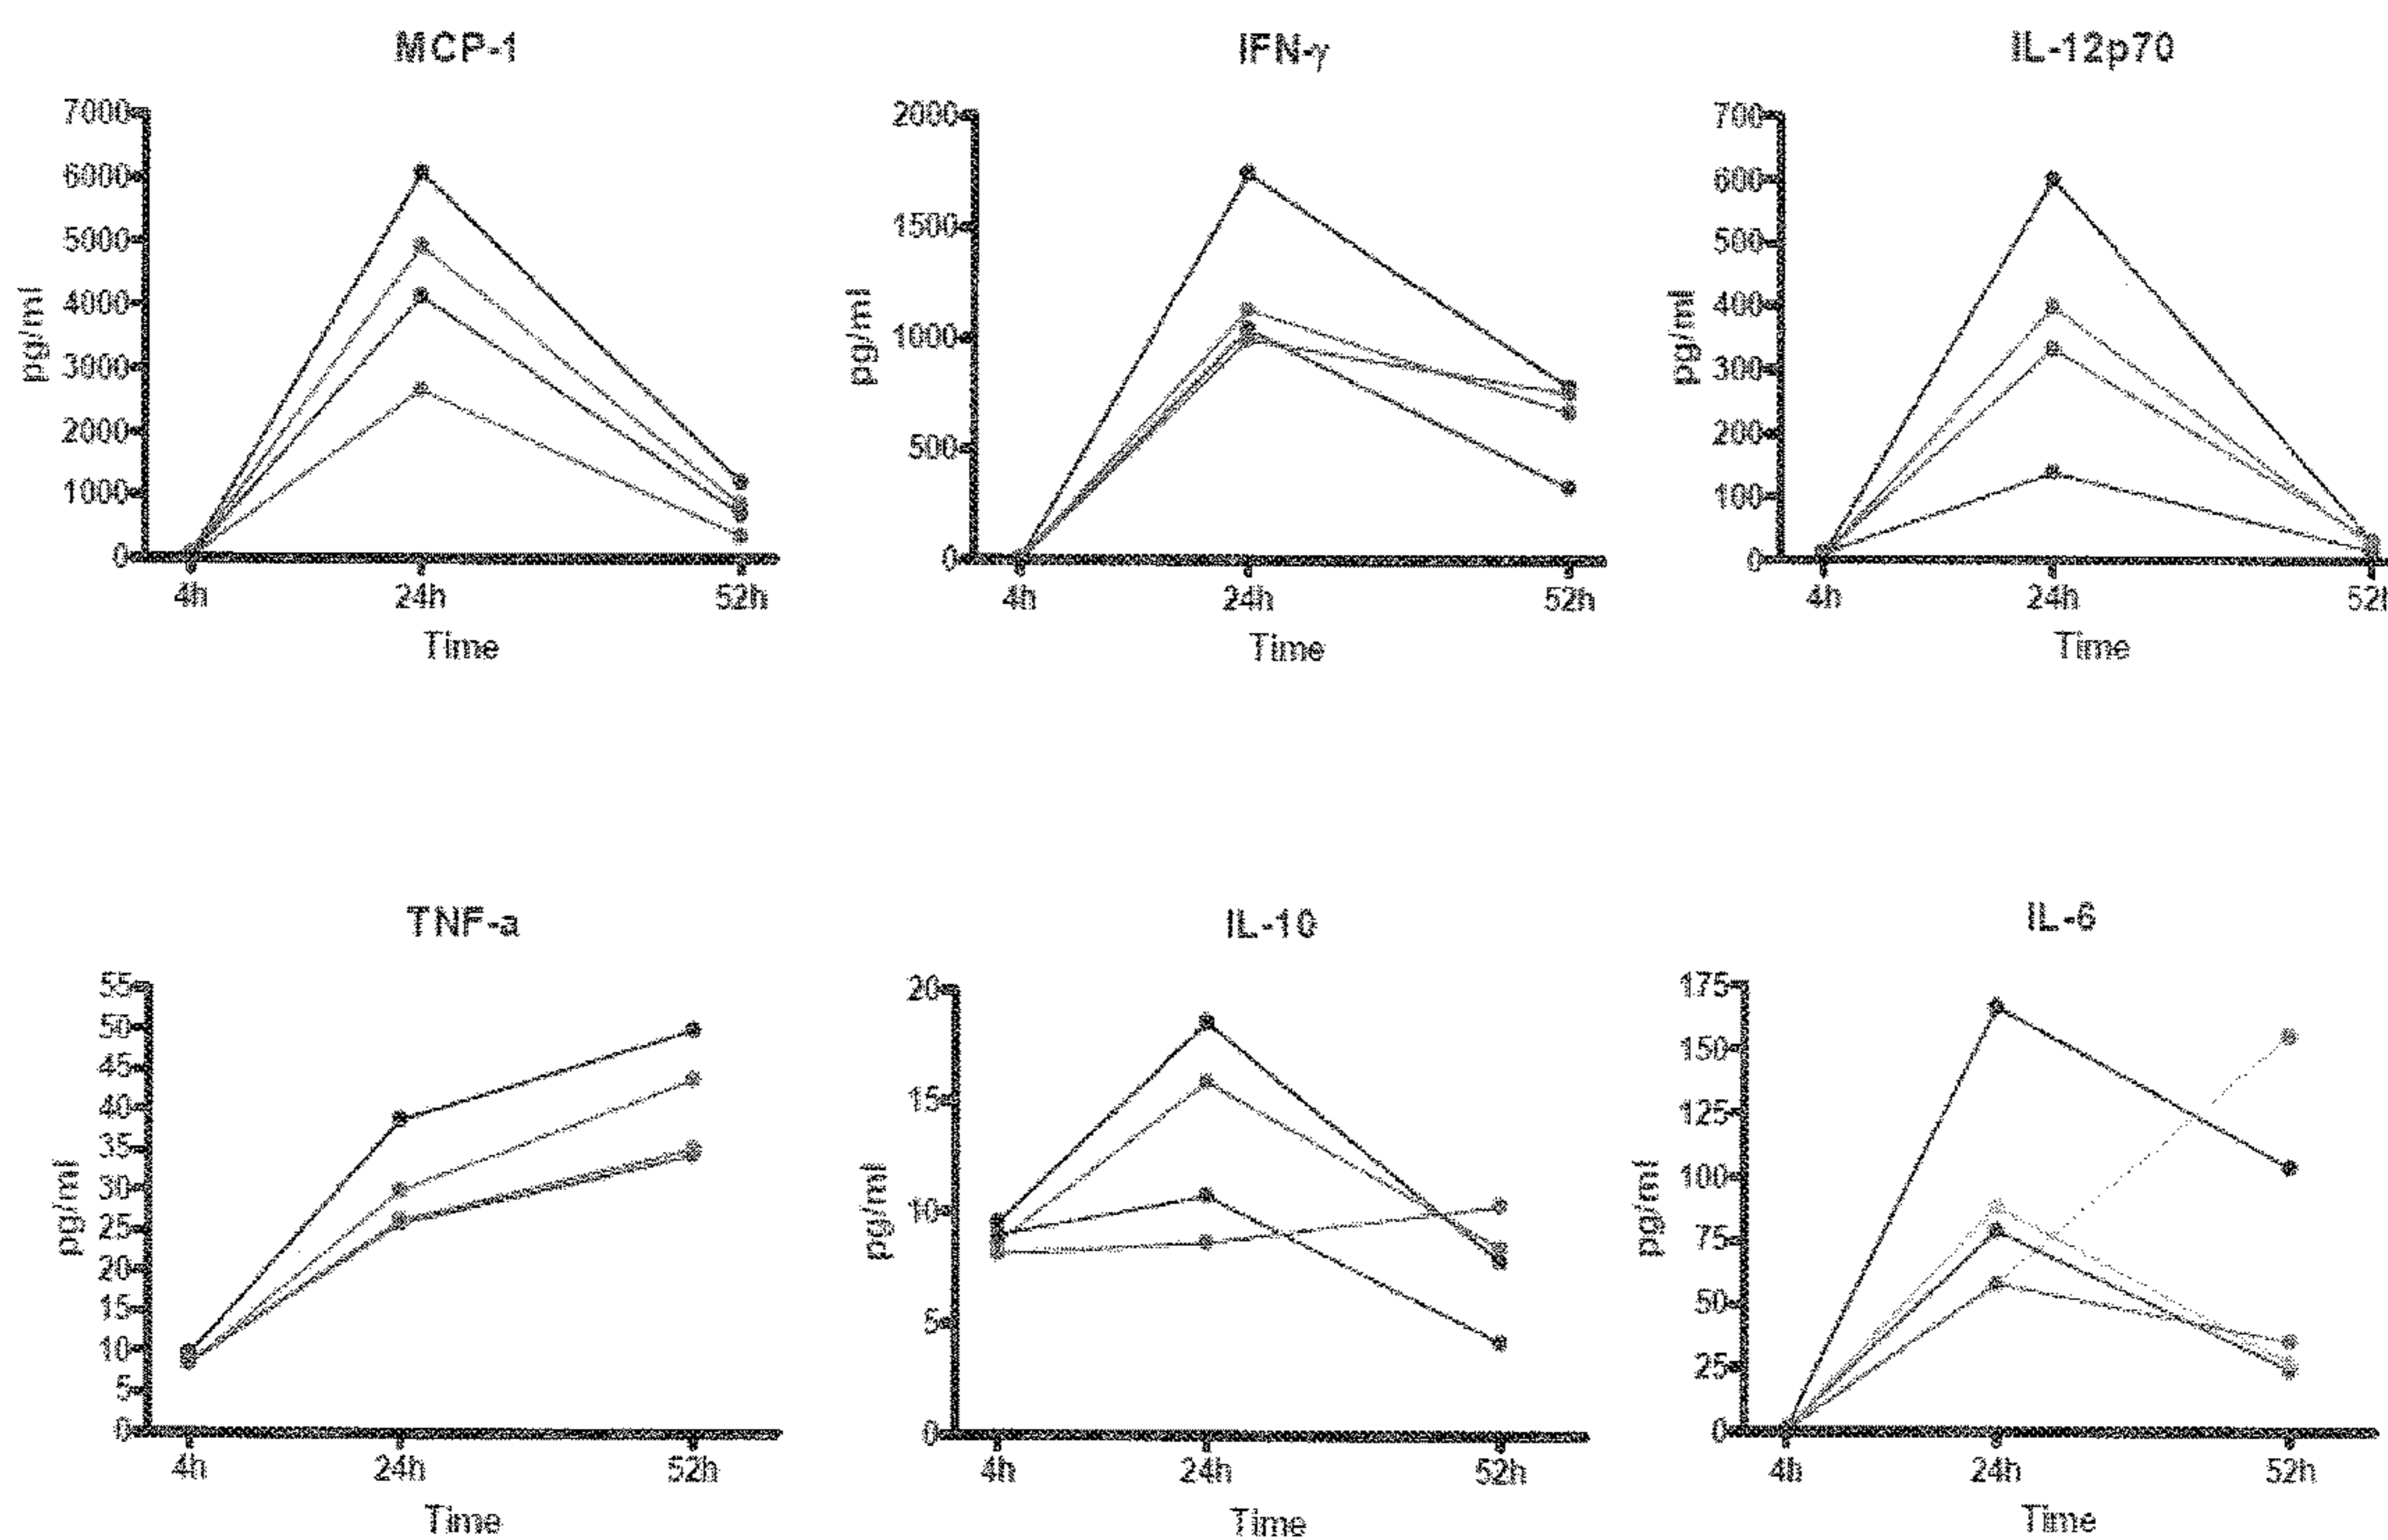 MCP-1
7000
6000
5000
4000
3000
2000
1000
0
pg/ml
4h
24h
52h
Time
IFN-γ
2000
1500
1000
500
0
pg/ml
4h
24h
52h
Time
IL-12p70
700
600
500
400
300
200
100
0
pg/ml
4h
24h
52h
Time
TNF-a
55
50
45
40
35
30
25
20
15
10
5
0
pg/ml
4h
24h
52h
Time
IL-10
20
15
10
5
0
pg/ml
4h
24h
52h
Time
IL-6
175
150
125
100
75
50
25
0
pg/ml
4h
24h
52h
Time